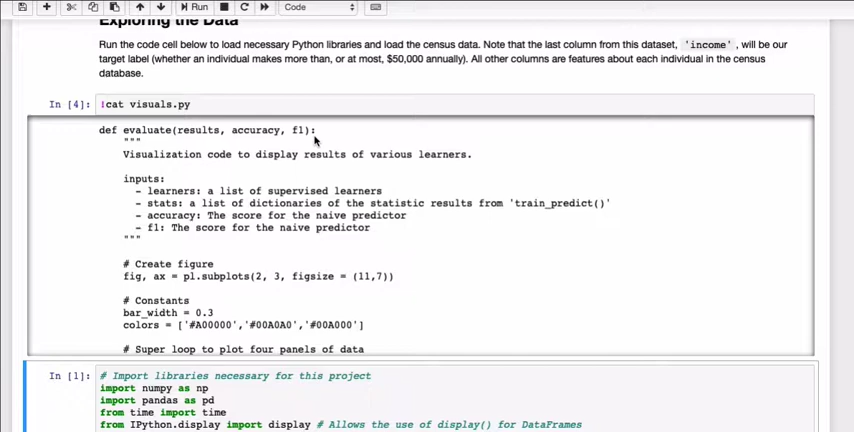 Run
Code
Exploring the Data
Run the code cell below to load necessary Python libraries and load the census data. Note that the last column from this dataset, 'income' , will be our
target label (whether an individual makes more than, or at most, $50,000 annually). All other columns are features about each individual in the census
database.
In [4]: !cat visuals.py
def evaluate(results, accuracy, f1):
"""
Visualization code to display results of various learners.
inputs:
- learners: a list of supervised learners
- stats: a list of dictionaries of the statistic results from 'train_predict()'
- accuracy: The score for the naive predictor
- f1: The score for the naive predictor
"""
# Create figure
fig, ax = pl.subplots(2, 3, figsize = (11,7))
# Constants
bar_width = 0.3
colors = ['#A00000','#00A0A0','#00A000']
# Super loop to plot four panels of data
In [1]: # Import libraries necessary for this project
import numpy as np
import pandas as pd
from time import time
from IPython.display import display # Allows the use of display() for DataFrames